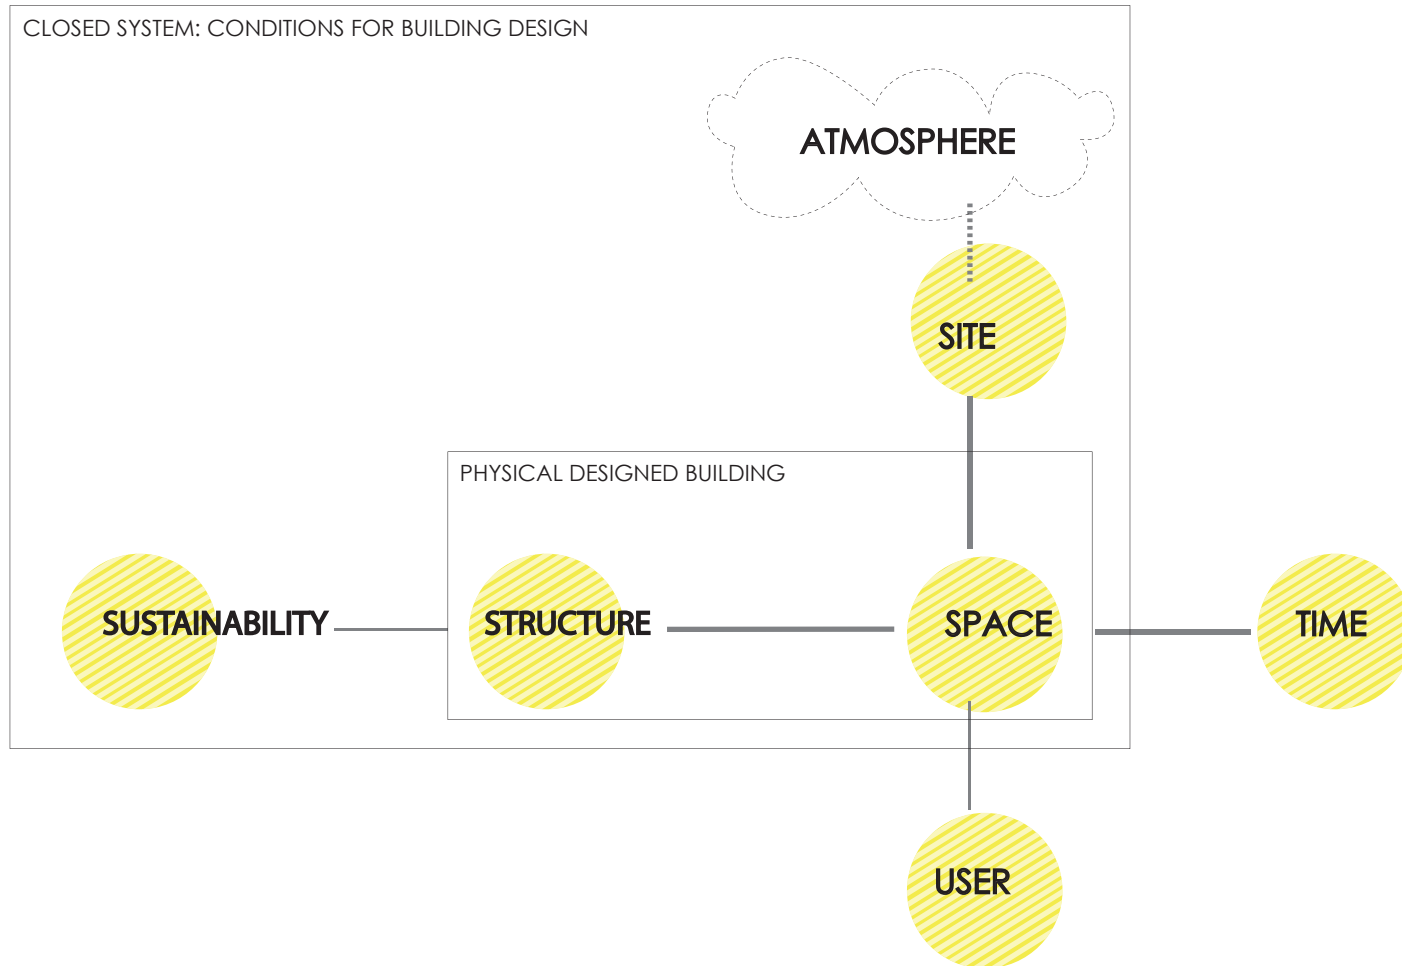 CLOSED SYSTEM: CONDITIONS FOR BUILDING DESIGN
ATMOSPHERE
SITE
PHYSICAL DESIGNED BUILDING
SUSTAINABILITY
STRUCTURE
SPACE
TIME
USER